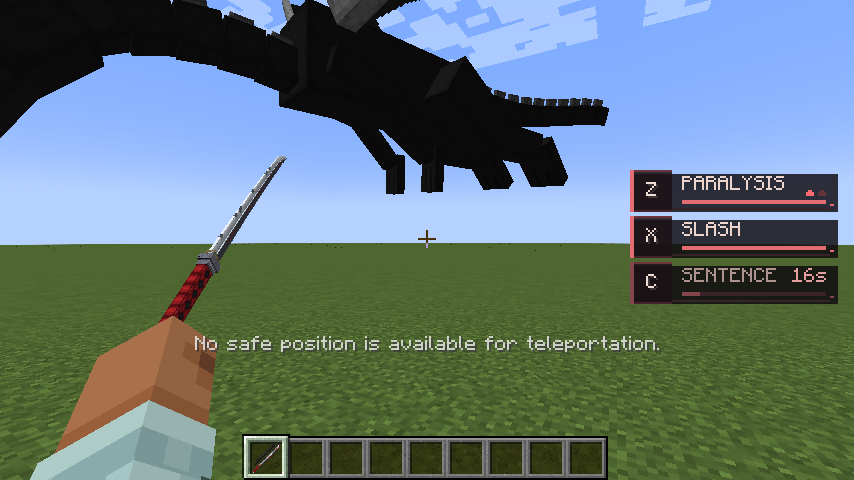 Z PARALYSIS
X SLASH
C SENTENCE 16s
No safe position is available for teleportation.